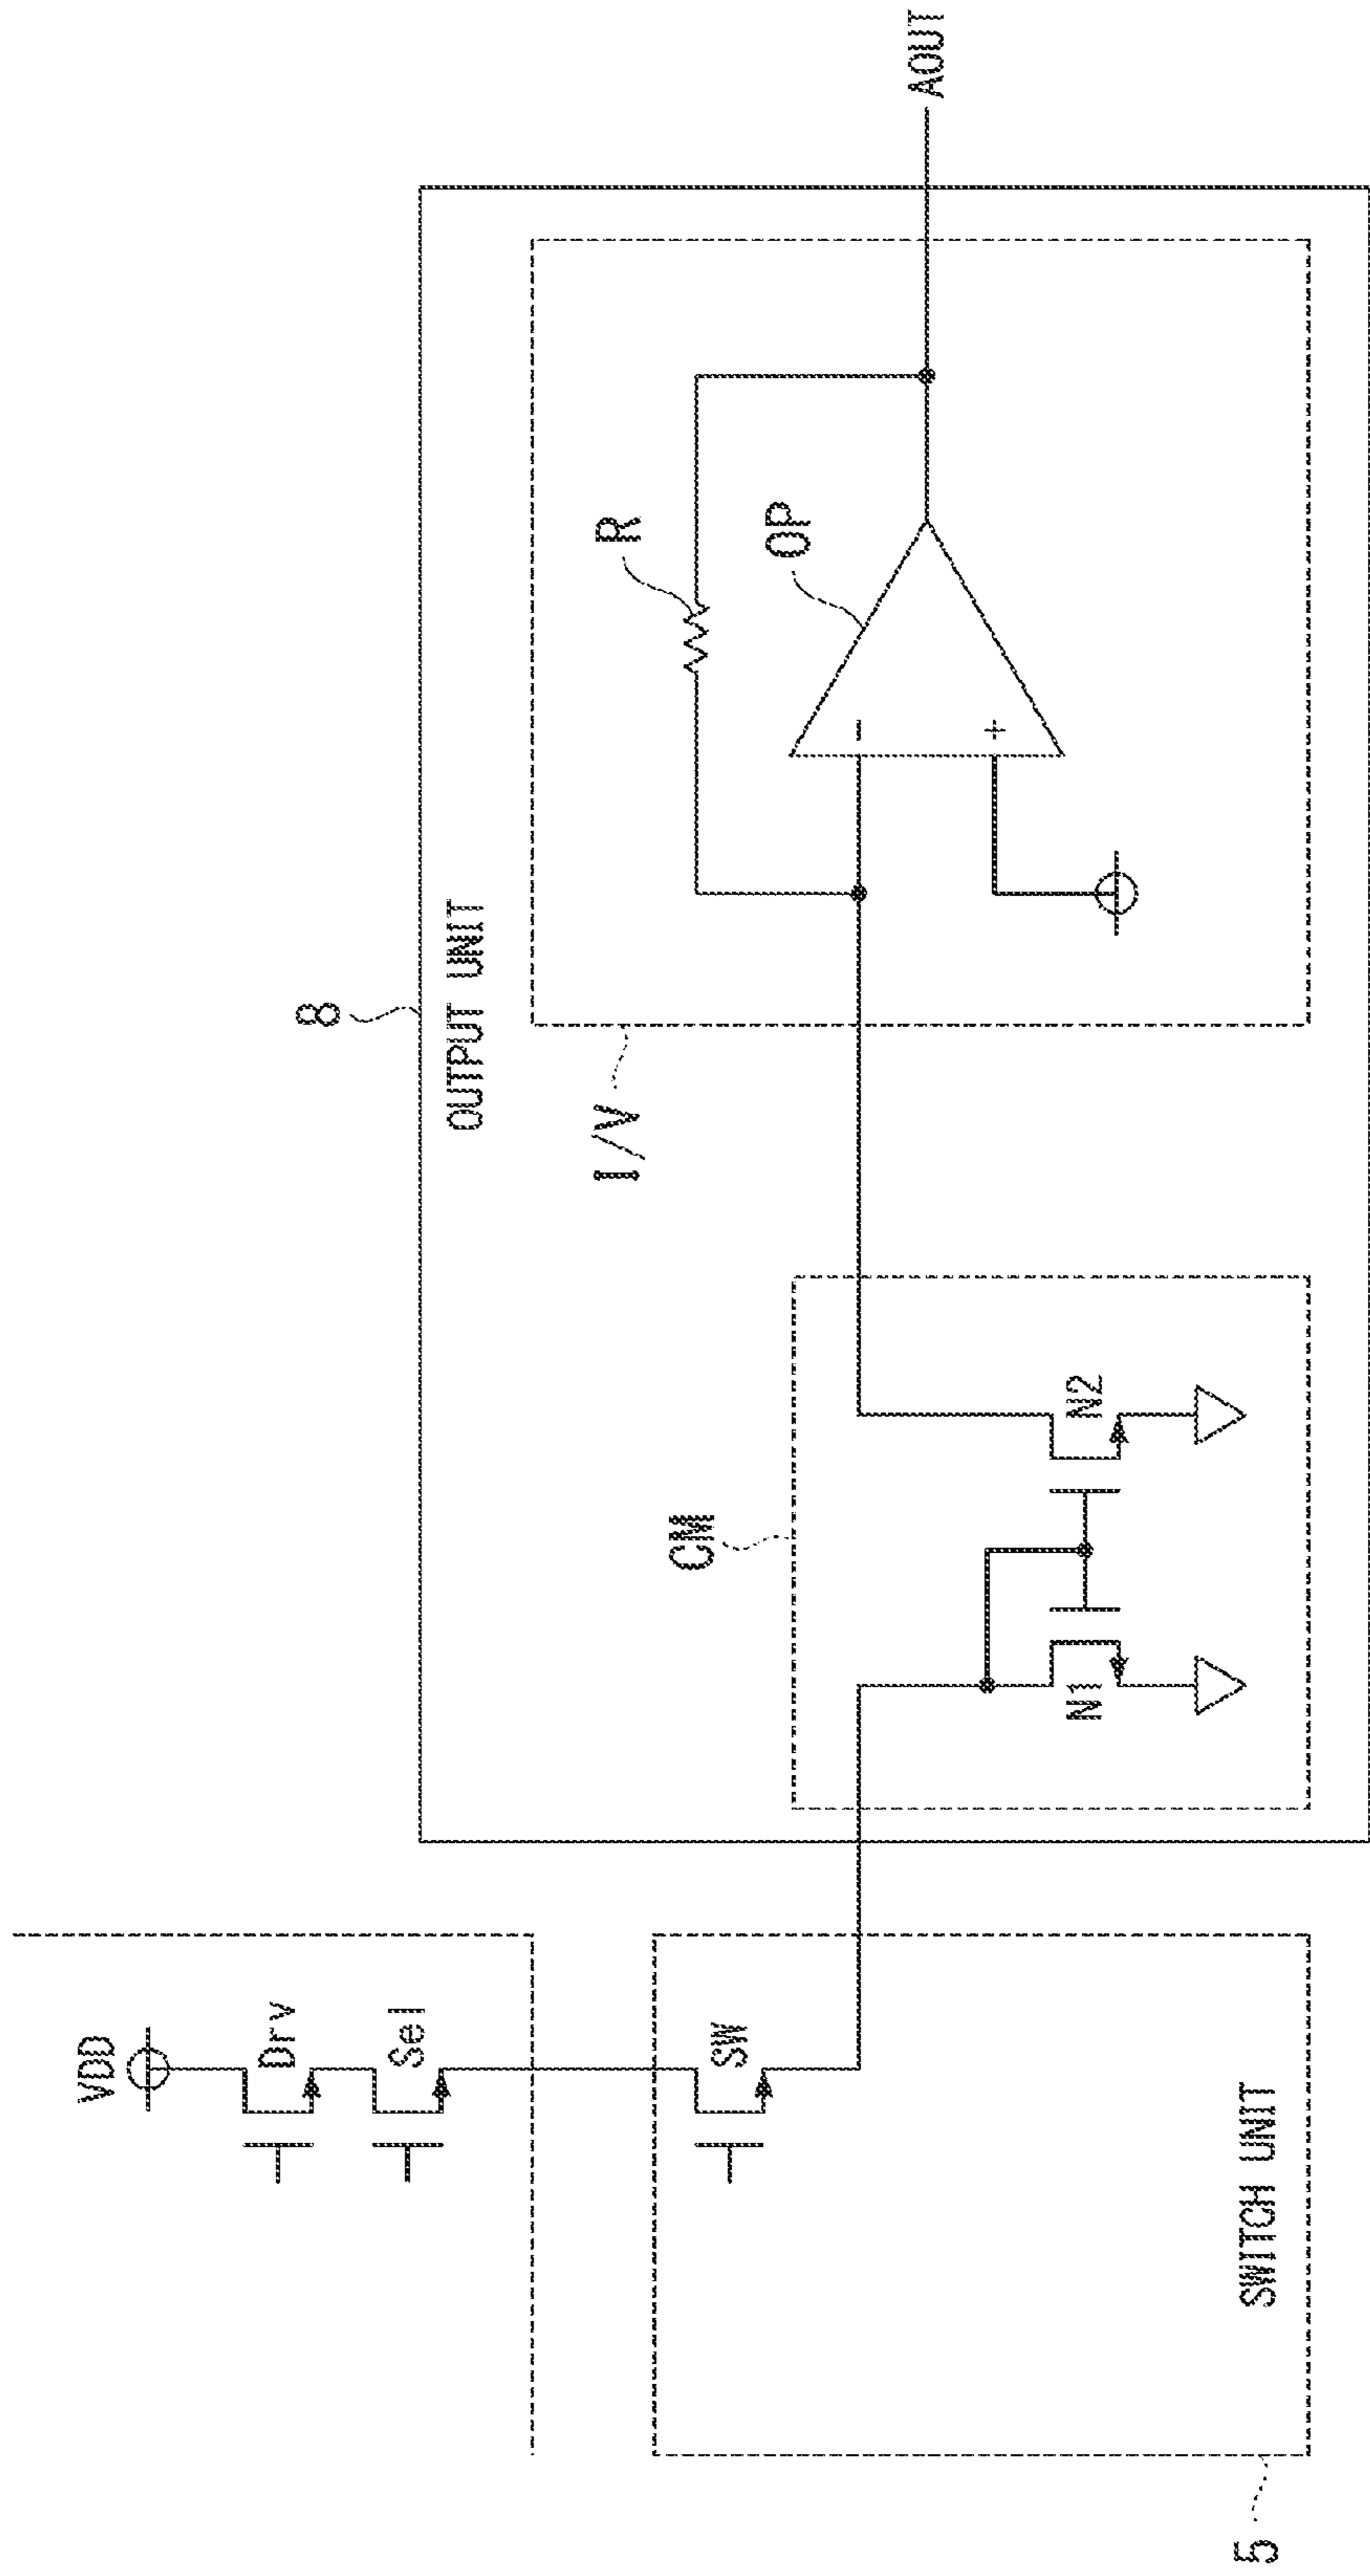 8
OUTPUT UNIT
VDD
Drv
Sel
I/V
R
OP
-
+
AOUT
CM
SW
N1
N2
SWITCH UNIT
5